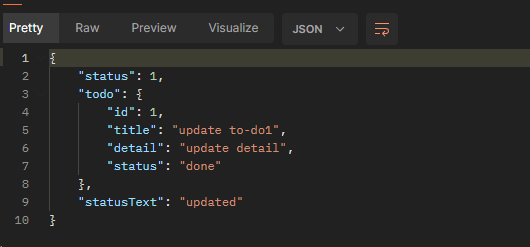 Pretty Raw Preview Visualize JSON
1 {
2 "status": 1,
3 "todo": {
4 "id": 1,
5 "title": "update to-do1",
6 "detail": "update detail",
7 "status": "done"
8 },
9 "statusText": "updated"
10 }